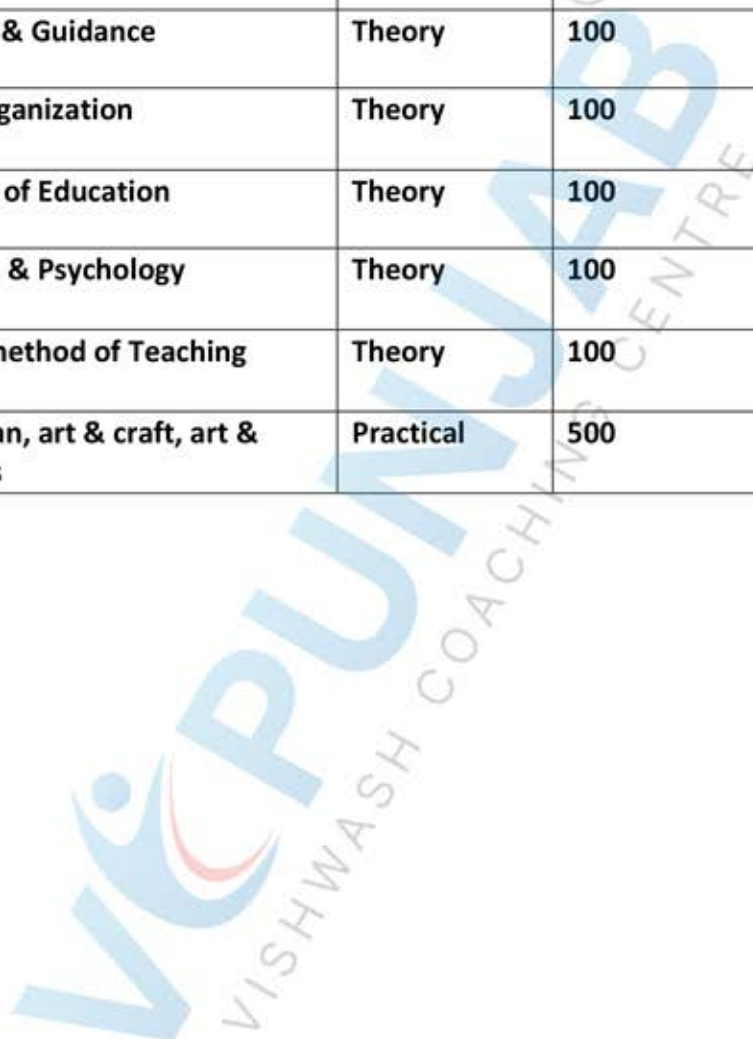 & Guidance Theory 100
ganization Theory 100
of Education Theory 100
& Psychology Theory 100
method of Teaching Theory 100
an, art & craft, art & Practical 500
s
VCPUNJAB
VISHWASH COACHING CENTRE